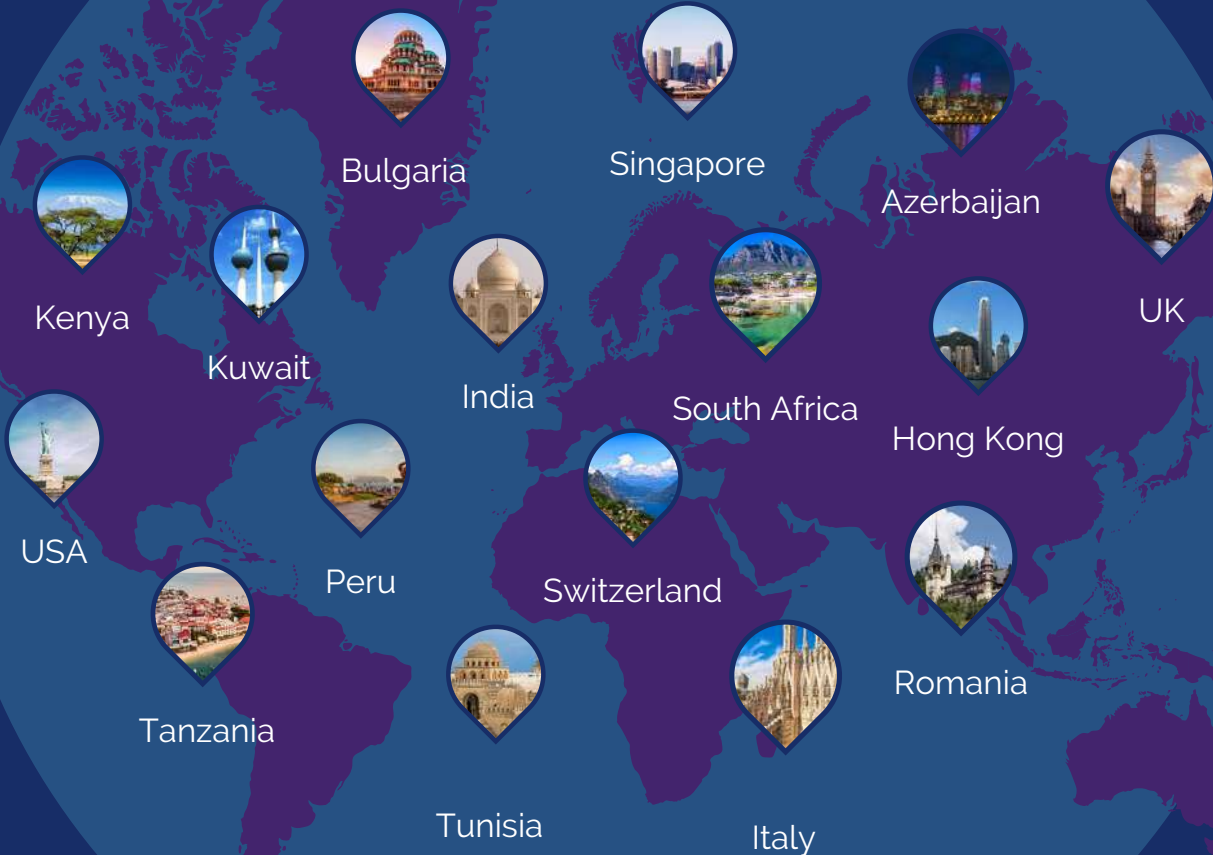 Bulgaria
Singapore
Azerbaijan
Kenya
UK
Kuwait
India
South Africa
Hong Kong
USA
Peru
Switzerland
Romania
Tanzania
Tunisia
Italy